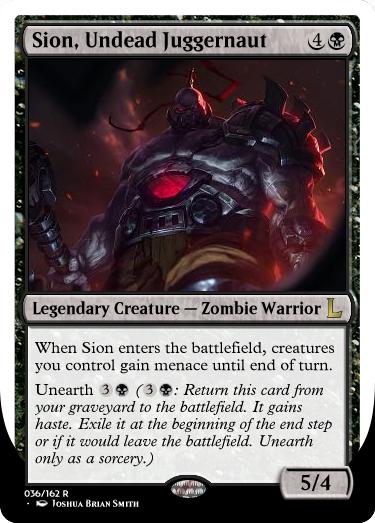 Sion, Undead Juggernaut 4
Legendary Creature — Zombie Warrior L
When Sion enters the battlefield, creatures
you control gain menace until end of turn.
Unearth 3 (3: Return this card from
your graveyard to the battlefield. It gains
haste. Exile it at the beginning of the end step
or if it would leave the battlefield. Unearth
only as a sorcery.)
5/4
036/162 R
· Joshua Brian Smith